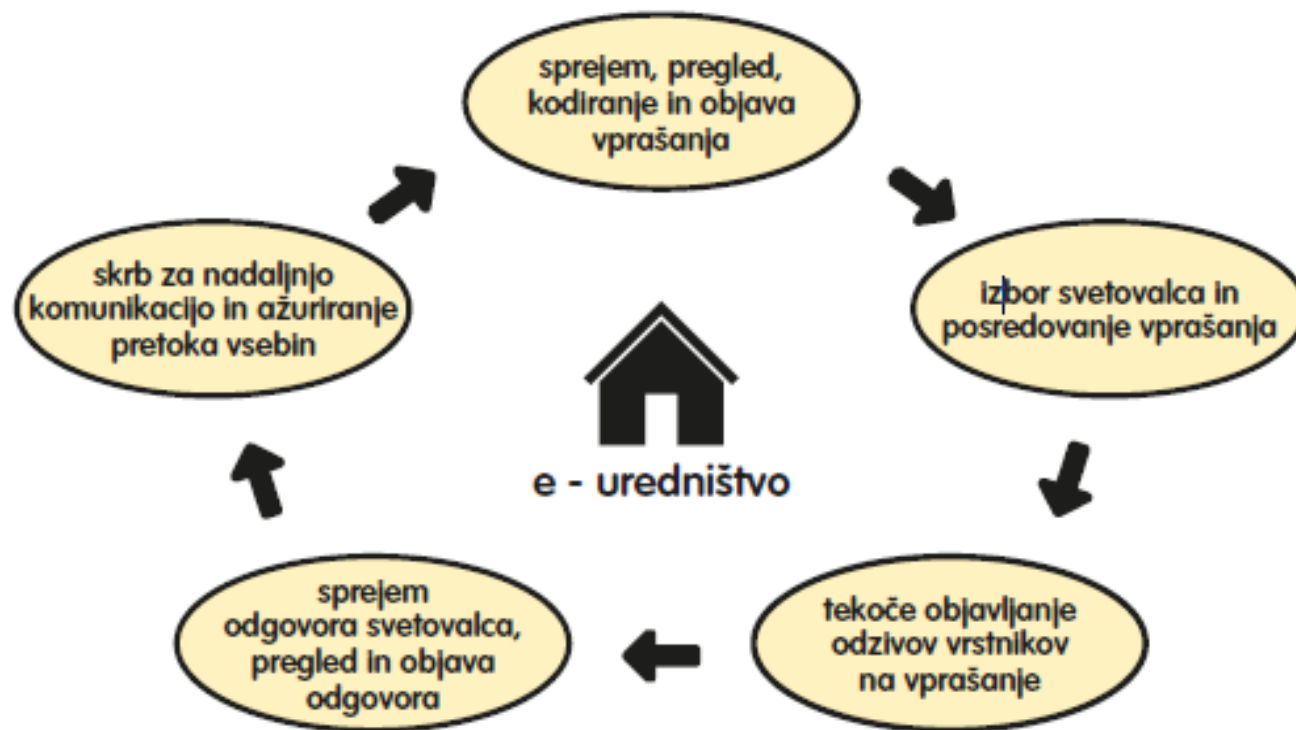 sprejem, pregled,
kodiranje in objava
vprašanja
izbor svetovalca in
posredovanje vprašanja
tekoče objavljanje
odzivov vrstnikov
na vprašanje
sprejem
odgovora svetovalca,
pregled in objava
odgovora
skrb za nadaljnjo
komunikacijo in ažuriranje
pretoka vsebin
e - uredništvo